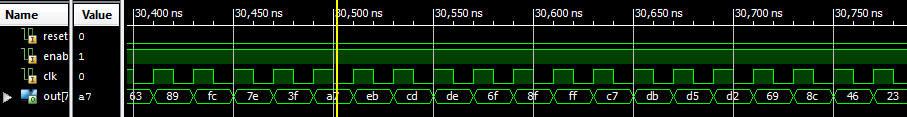 Name Value 30,400 ns 30,450 ns 30,500 ns 30,550 ns 30,600 ns 30,650 ns 30,700 ns 30,750 ns
reset 0
enab 1
clk 0
out[7 a7 63 89 fc 7e 3f a7 eb cd de 6f 8f ff c7 db d5 d2 69 8c 46 23